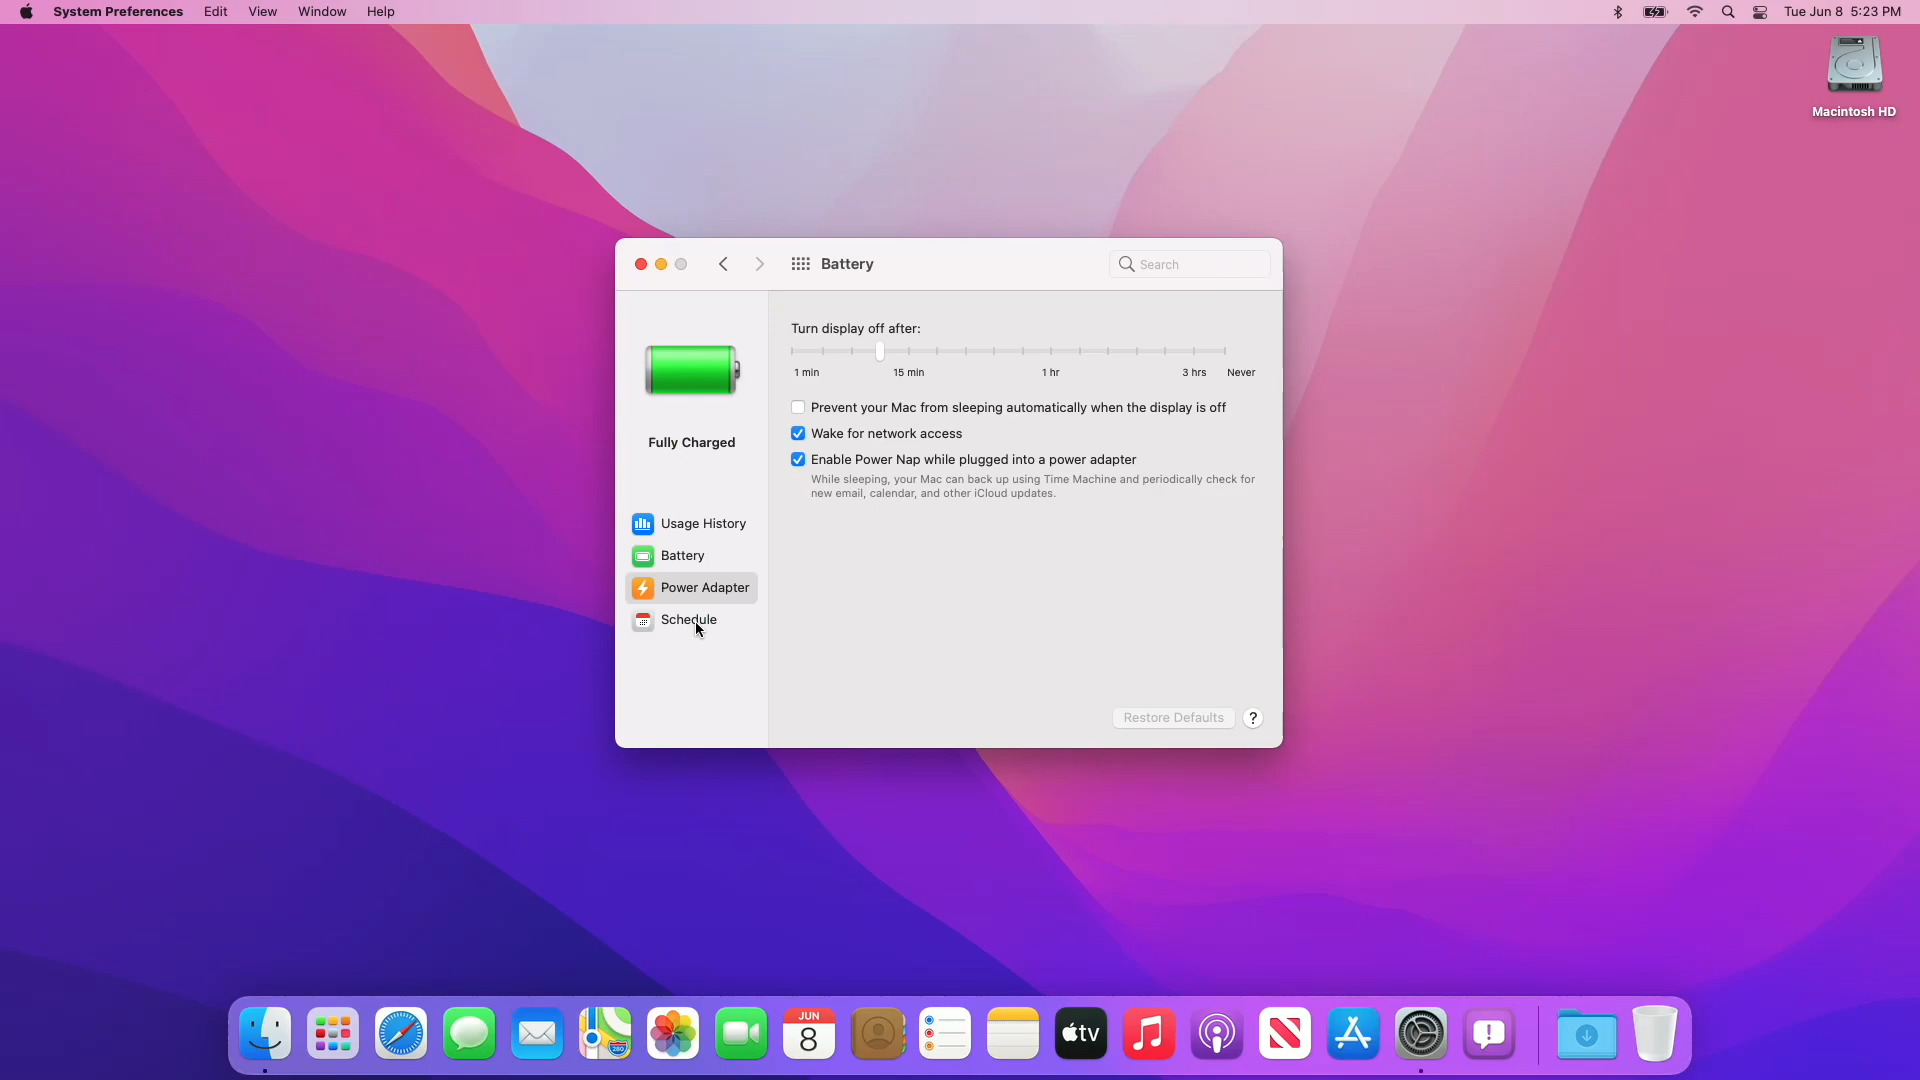 System Preferences Edit View Window Help Tue Jun 8 5:23 PM
Macintosh HD
Battery Search
Turn display off after:
1 min 15 min 1 hr 3 hrs Never
Prevent your Mac from sleeping automatically when the display is off
Wake for network access
Enable Power Nap while plugged into a power adapter
While sleeping, your Mac can back up using Time Machine and periodically check for
new email, calendar, and other iCloud updates.
Fully Charged
Usage History
Battery
Power Adapter
Schedule
Restore Defaults ?
JUN
8
280
tv